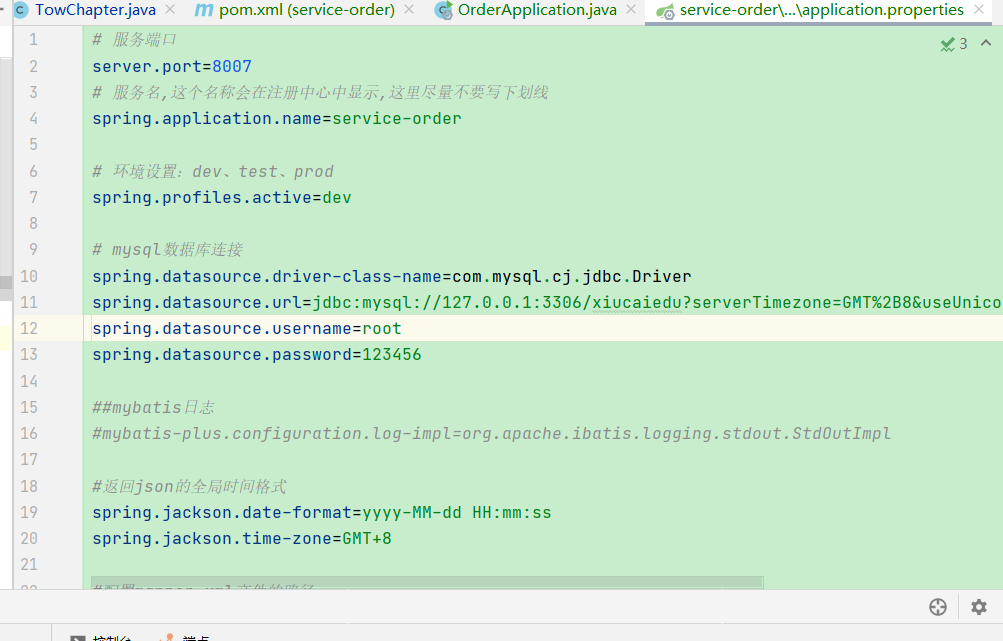 TowChapter.java
pom.xml (service-order)
OrderApplication.java
service-order\...\application.properties
3
1 # 服务端口
2 server.port=8007
3 # 服务名,这个名称会在注册中心中显示,这里尽量不要写下划线
4 spring.application.name=service-order
5
6 # 环境设置：dev、test、prod
7 spring.profiles.active=dev
8
9 # mysql数据库连接
10 spring.datasource.driver-class-name=com.mysql.cj.jdbc.Driver
11 spring.datasource.url=jdbc:mysql://127.0.0.1:3306/xiucaiedu?serverTimezone=GMT%2B8&useUnico
12 spring.datasource.username=root
13 spring.datasource.password=123456
14
15 ##mybatis日志
16 #mybatis-plus.configuration.log-impl=org.apache.ibatis.logging.stdout.StdOutImpl
17
18 #返回json的全局时间格式
19 spring.jackson.date-format=yyyy-MM-dd HH:mm:ss
20 spring.jackson.time-zone=GMT+8
21
控制台
端点